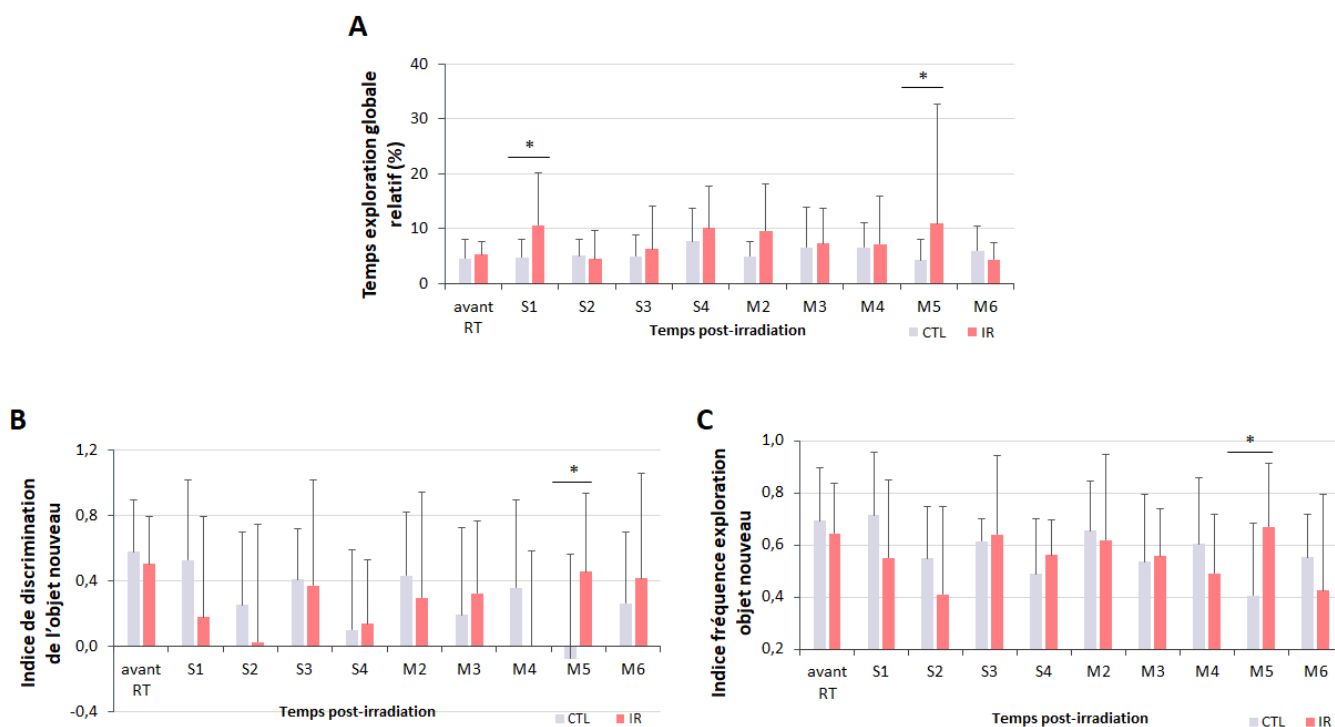 A
Temps exploration globale
relatif (%)
40
30
20
10
0
*
*
avant RT S1 S2 S3 S4 M2 M3 M4 M5 M6
Temps post-irradiation
CTL IR
B
Indice de discrimination
de l'objet nouveau
1,2
0,8
0,4
0,0
-0,4
*
avant RT S1 S2 S3 S4 M2 M3 M4 M5 M6
Temps post-irradiation
CTL IR
C
Indice fréquence exploration
objet nouveau
1,0
0,8
0,6
0,4
0,2
*
avant RT S1 S2 S3 S4 M2 M3 M4 M5 M6
Temps post-irradiation
CTL IR